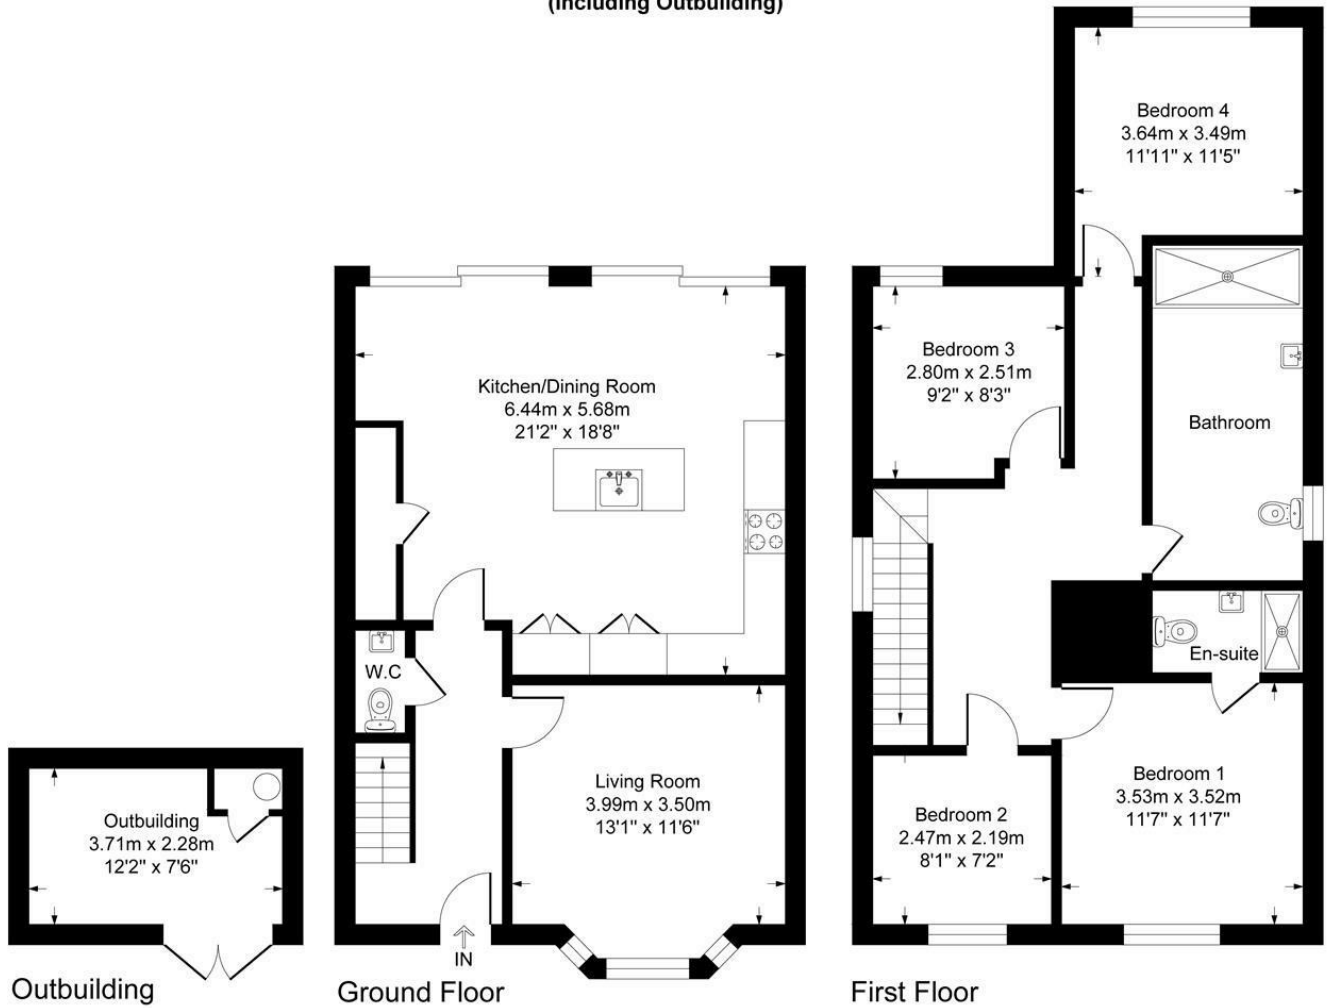 (Including Outbuilding)
Bedroom 4
3.64m x 3.49m
11'11" x 11'5"
Bedroom 3
2.80m x 2.51m
9'2" x 8'3"
Kitchen/Dining Room
6.44m x 5.68m
21'2" x 18'8"
Bathroom
W.C
En-suite
Living Room
3.99m x 3.50m
13'1" x 11'6"
Bedroom 1
3.53m x 3.52m
11'7" x 11'7"
Outbuilding
3.71m x 2.28m
12'2" x 7'6"
Bedroom 2
2.47m x 2.19m
8'1" x 7'2"
IN
Outbuilding
Ground Floor
First Floor